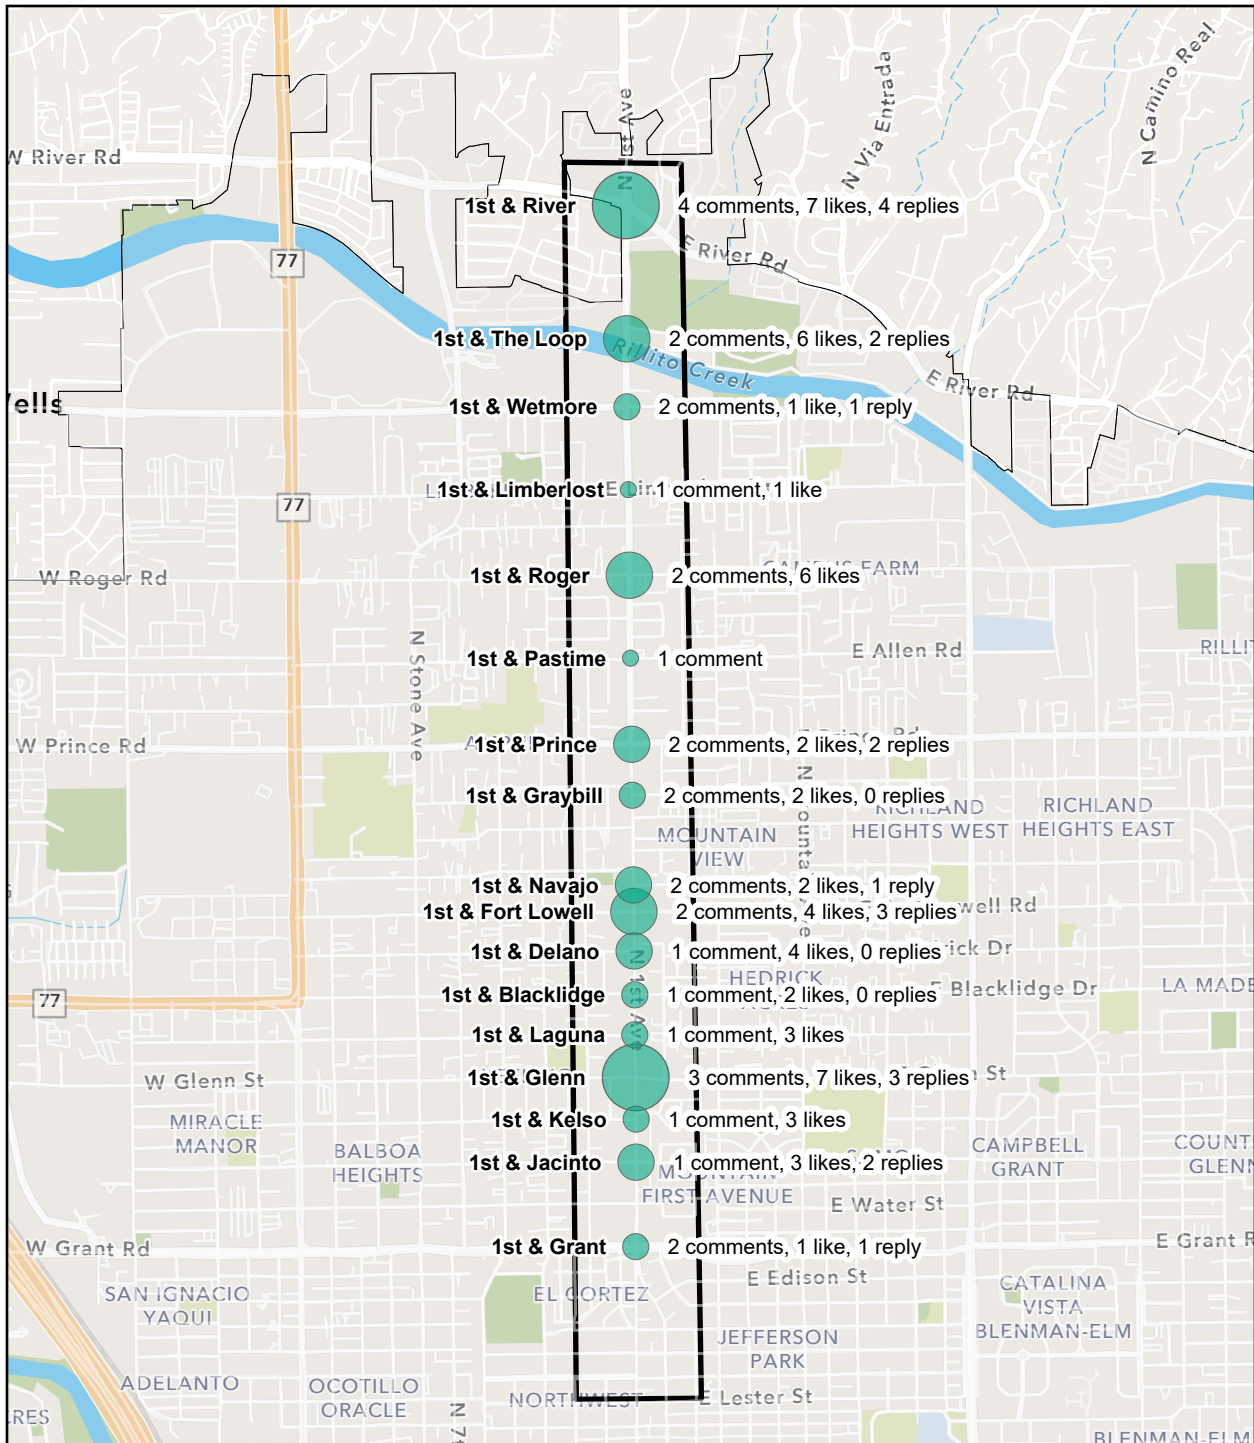 N 1st Ave
N Via Entrada
N Camino Real
W River Rd
1st & River
4 comments, 7 likes, 4 replies
E River Rd
77
1st & The Loop
2 comments, 6 likes, 2 replies
Rillito Creek
E River Rd
1st & Wetmore
2 comments, 1 like, 1 reply
1st & Limberlost
1 comment, 1 like
77
W Roger Rd
1st & Roger
2 comments, 6 likes
N Stone Ave
1st & Pastime
1 comment
E Allen Rd
W Prince Rd
1st & Prince
2 comments, 2 likes, 2 replies
1st & Graybill
2 comments, 2 likes, 0 replies
MOUNTAIN
VIEW
RICHLAND
HEIGHTS WEST
RICHLAND
HEIGHTS EAST
1st & Navajo
2 comments, 2 likes, 1 reply
1st & Fort Lowell
2 comments, 4 likes, 3 replies
1st & Delano
1 comment, 4 likes, 0 replies
N 1st Ave
HEDRICK
77
1st & Blacklidge
1 comment, 2 likes, 0 replies
E Blacklidge Dr
1st & Laguna
1 comment, 3 likes
W Glenn St
1st & Glenn
3 comments, 7 likes, 3 replies
MIRACLE
MANOR
1st & Kelso
1 comment, 3 likes
BALBOA
HEIGHTS
CAMPBELL
GRANT
1st & Jacinto
1 comment, 3 likes, 2 replies
MOUNTAIN
FIRST AVENUE
E Water St
W Grant Rd
1st & Grant
2 comments, 1 like, 1 reply
E Grant R
E Edison St
SAN IGNACIO
YAQUI
EL CORTEZ
CATALINA
VISTA
BLENMAN-ELM
JEFFERSON
PARK
ADELANTO
OCOTILLO
ORACLE
NORTHWEST
E Lester St
BLENMAN-ELM